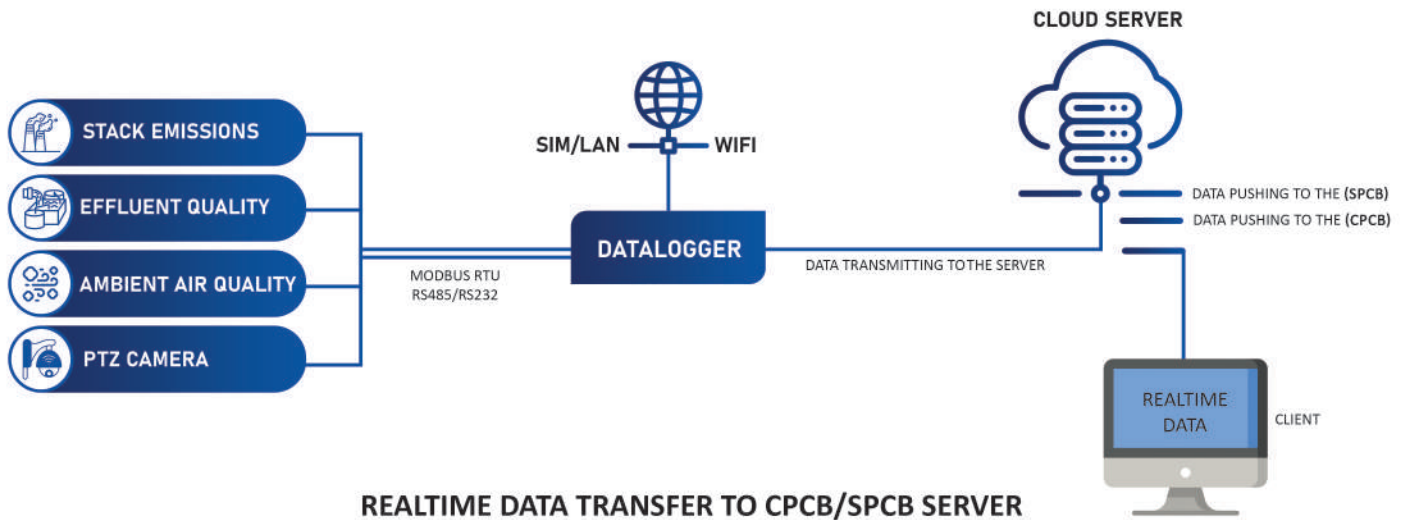 CLOUD SERVER
STACK EMISSIONS
SIM/LAN
WIFI
EFFLUENT QUALITY
DATA PUSHING TO THE (SPCB)
DATA PUSHING TO THE (CPCB)
DATALOGGER
AMBIENT AIR QUALITY
MODBUS RTU
RS485/RS232
DATA TRANSMITTING TOTHE SERVER
PTZ CAMERA
REALTIME
DATA
CLIENT
REALTIME DATA TRANSFER TO CPCB/SPCB SERVER